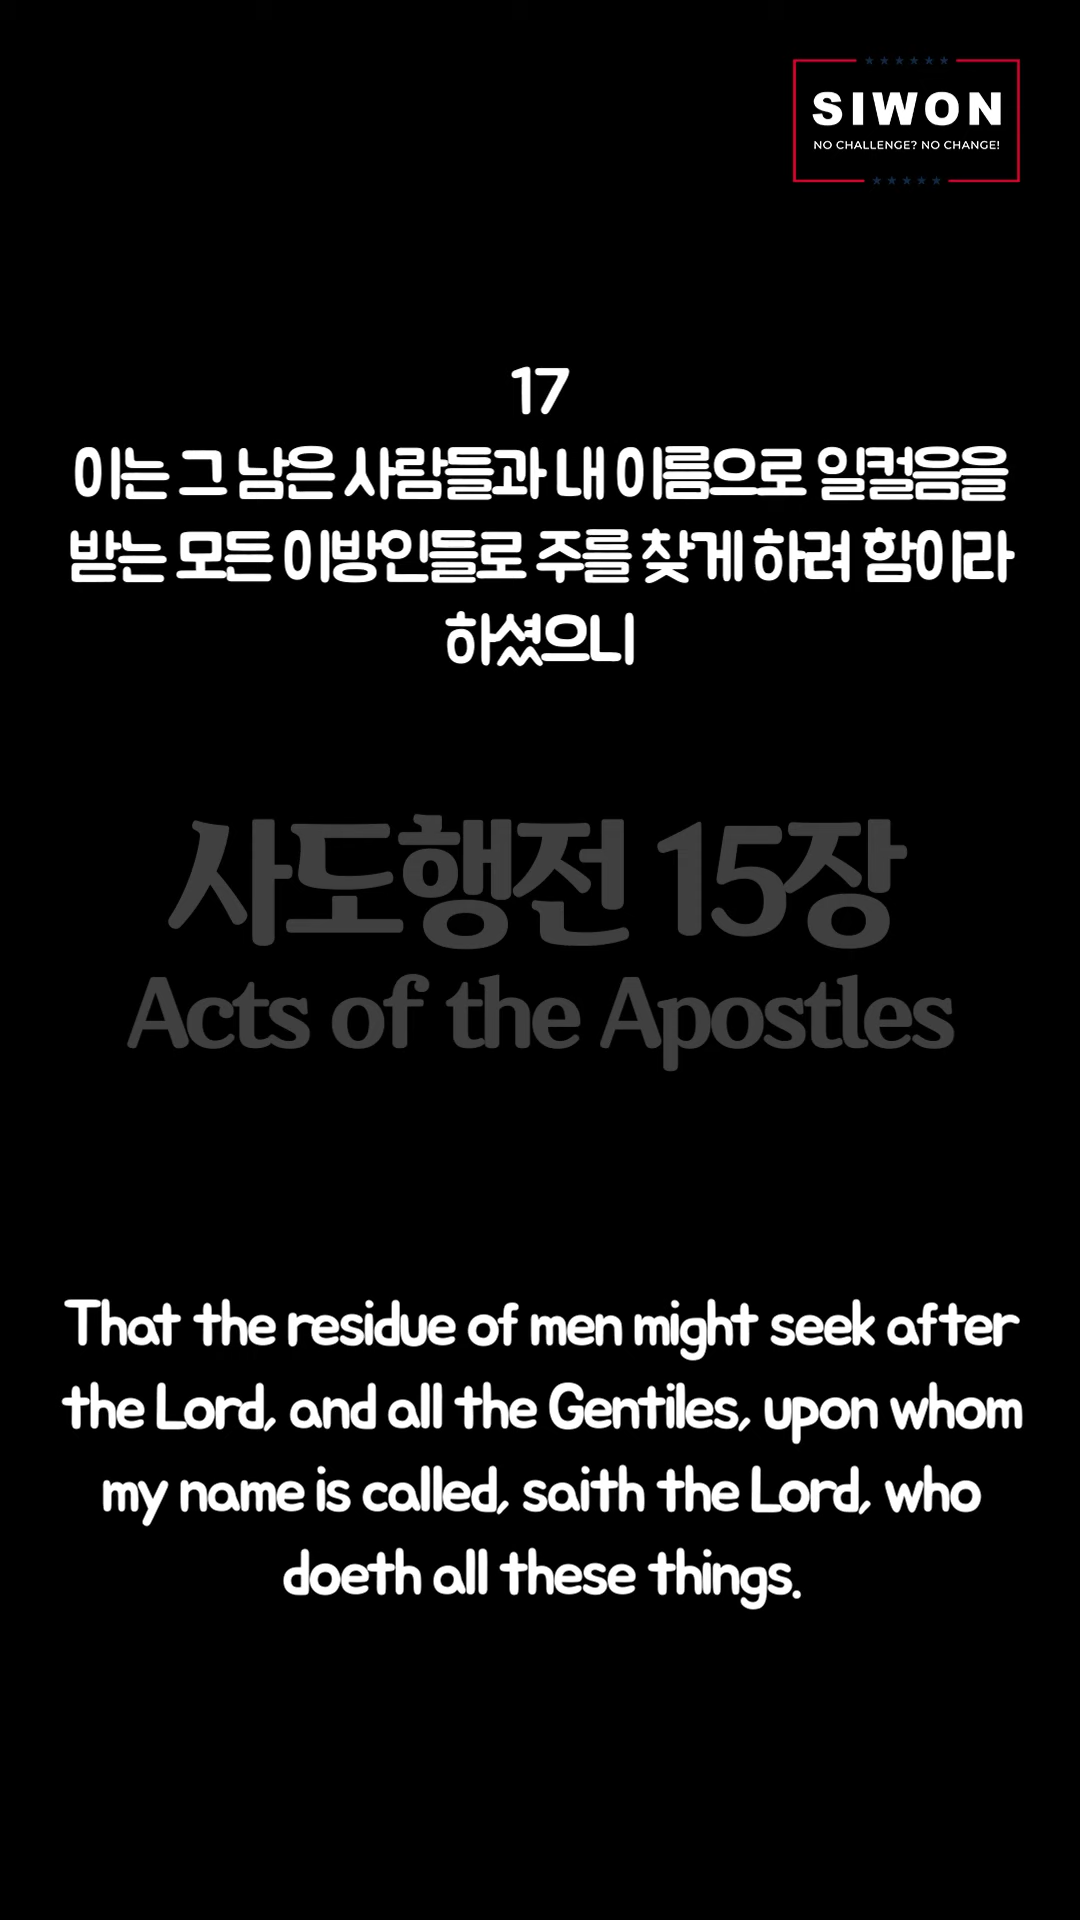 SIWON
NO CHALLENGE? NO CHANGE!
17
이는 그 남은 사람들과 내 이름으로 일컬음을
받는 모든 이방인들로 주를 찾게 하려 함이라
하셨으니
사도행전 15장
Acts of the Apostles
That the residue of men might seek after
the Lord, and all the Gentiles, upon whom
my name is called, saith the Lord, who
doeth all these things.